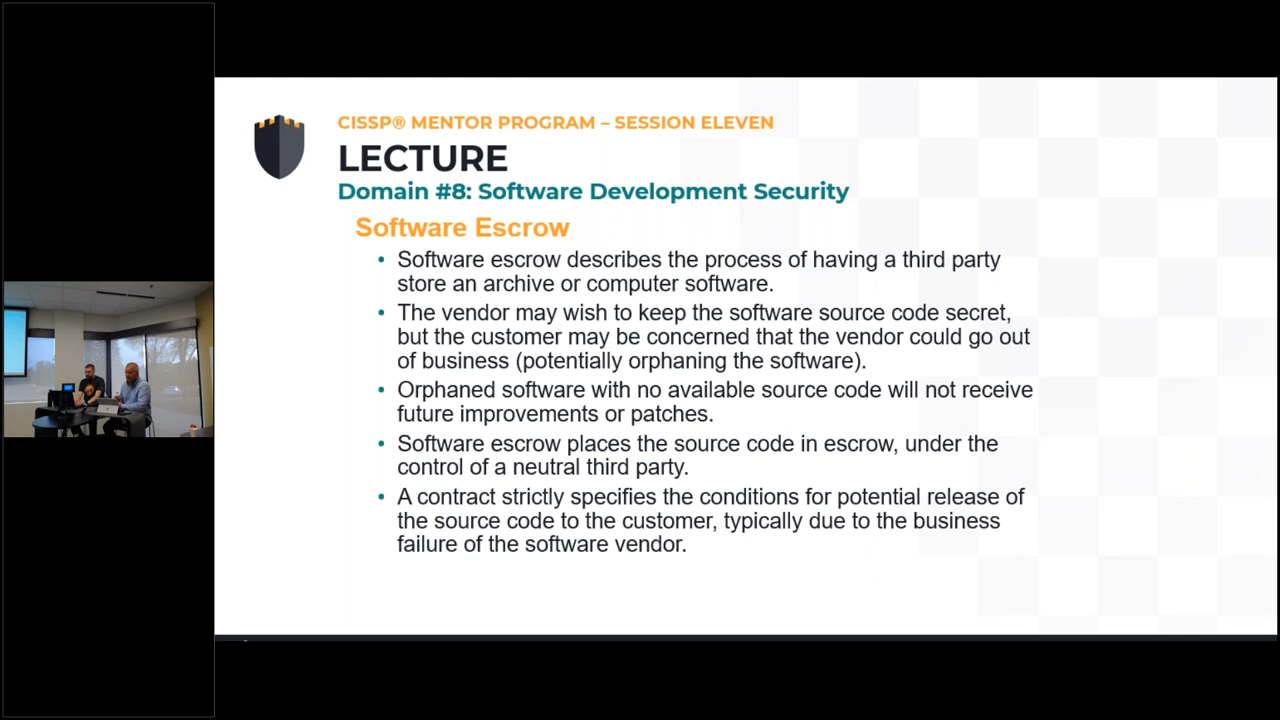 CISSP® MENTOR PROGRAM – SESSION ELEVEN
LECTURE
Domain #8: Software Development Security
Software Escrow
• Software escrow describes the process of having a third party
store an archive or computer software.
• The vendor may wish to keep the software source code secret,
but the customer may be concerned that the vendor could go out
of business (potentially orphaning the software).
• Orphaned software with no available source code will not receive
future improvements or patches.
• Software escrow places the source code in escrow, under the
control of a neutral third party.
• A contract strictly specifies the conditions for potential release of
the source code to the customer, typically due to the business
failure of the software vendor.